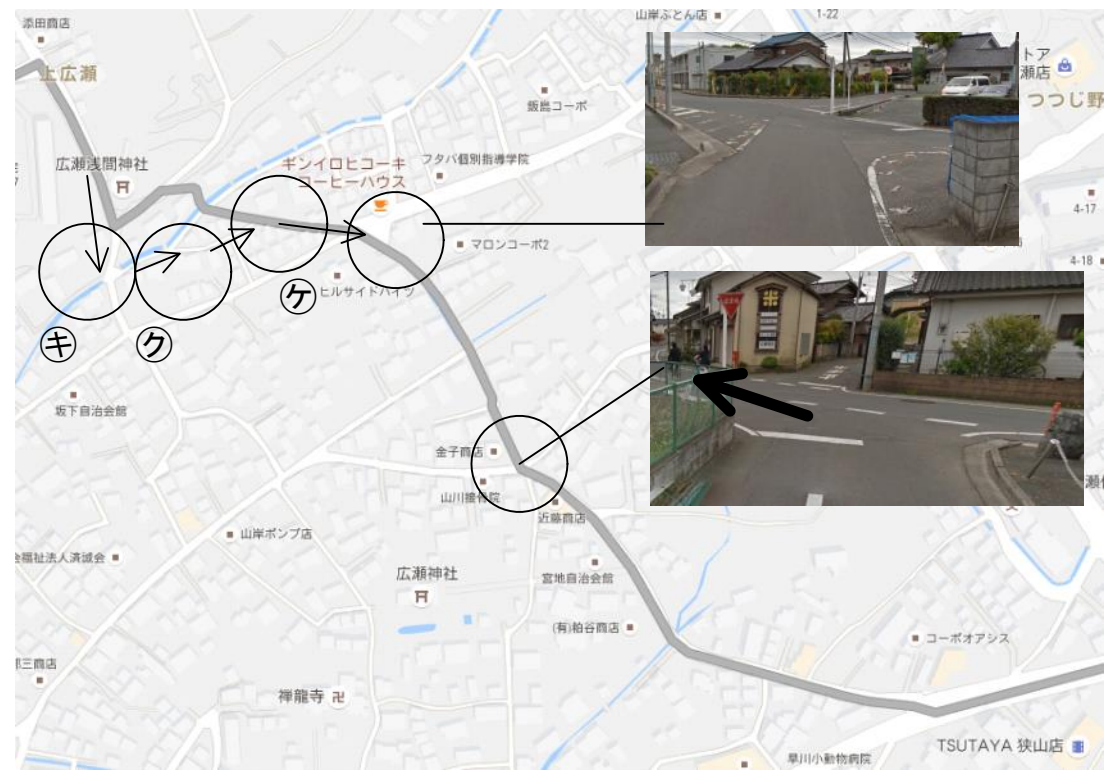 添田商店
山岸ふとん店
1-22
上広瀬
トア
瀬店
つつじ野
飯島コーポ
広瀬浅間神社
ギンイロヒコーキ
コーヒーハウス
フタバ個別指導学院
4-17
マロンコーポ2
4-18
ヒルサイドハイツ
ケ
キ
ク
坂下自治会館
金子商店
山川接骨院
近藤商店
山岸ポンプ店
会福祉法人済誠会
広瀬神社
宮地自治会館
(有)粕谷商店
コーポオアシス
郎三商店
禅龍寺
TSUTAYA 狭山店
早川小動物病院